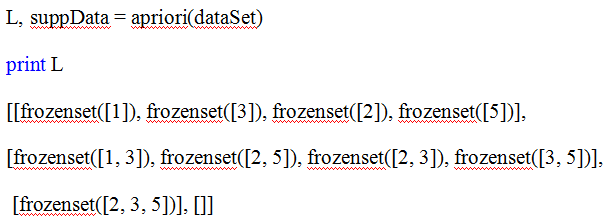 L, suppData = apriori(dataSet)
print L
[[frozenset([1]), frozenset([3]), frozenset([2]), frozenset([5])],
[frozenset([1, 3]), frozenset([2, 5]), frozenset([2, 3]), frozenset([3, 5])],
[frozenset([2, 3, 5])], []]